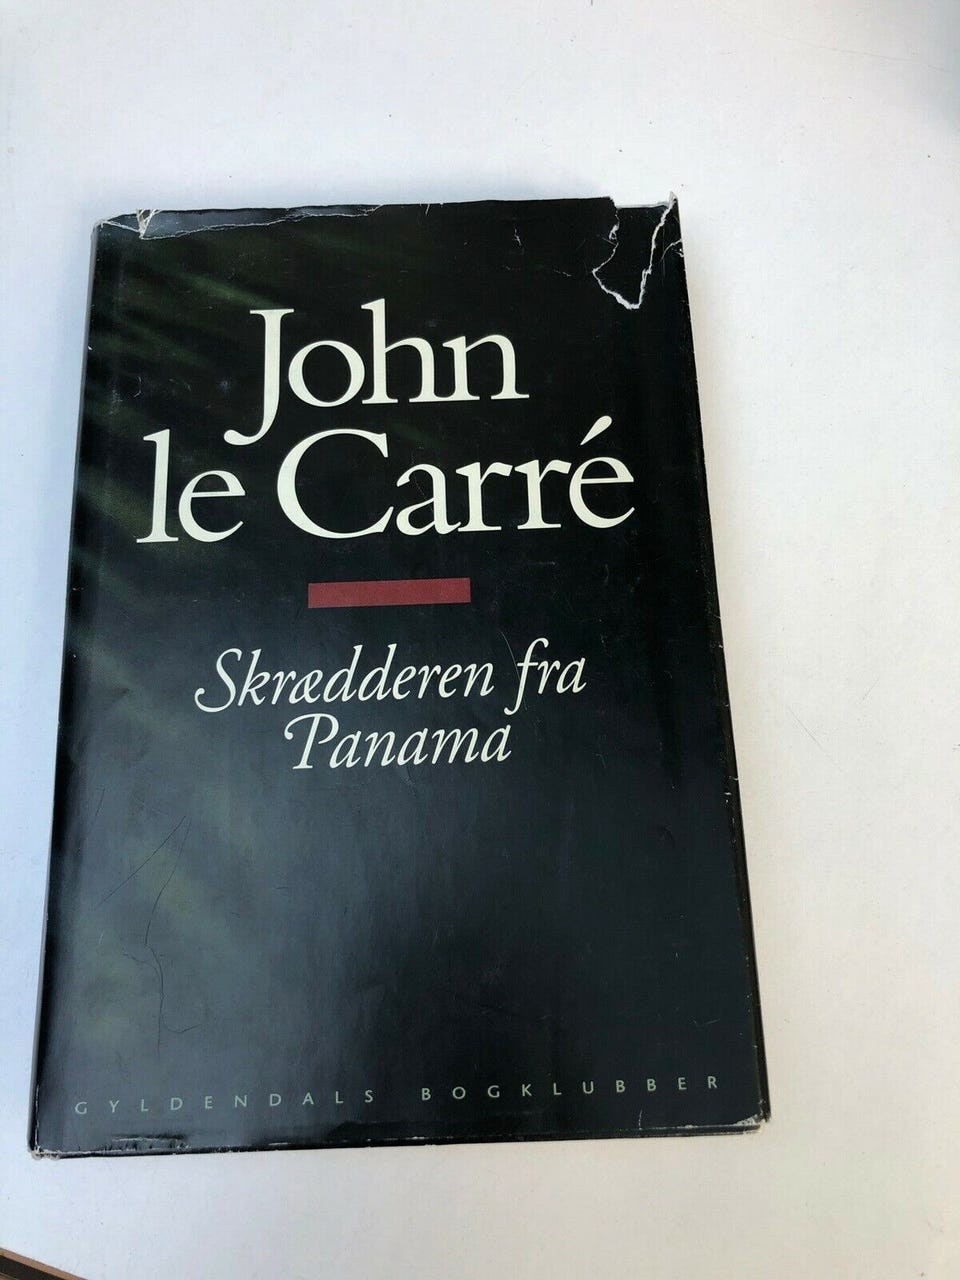 John
le Carré
Skrædderen fra
Panama
GYLDENDALS BOGKLUBBER